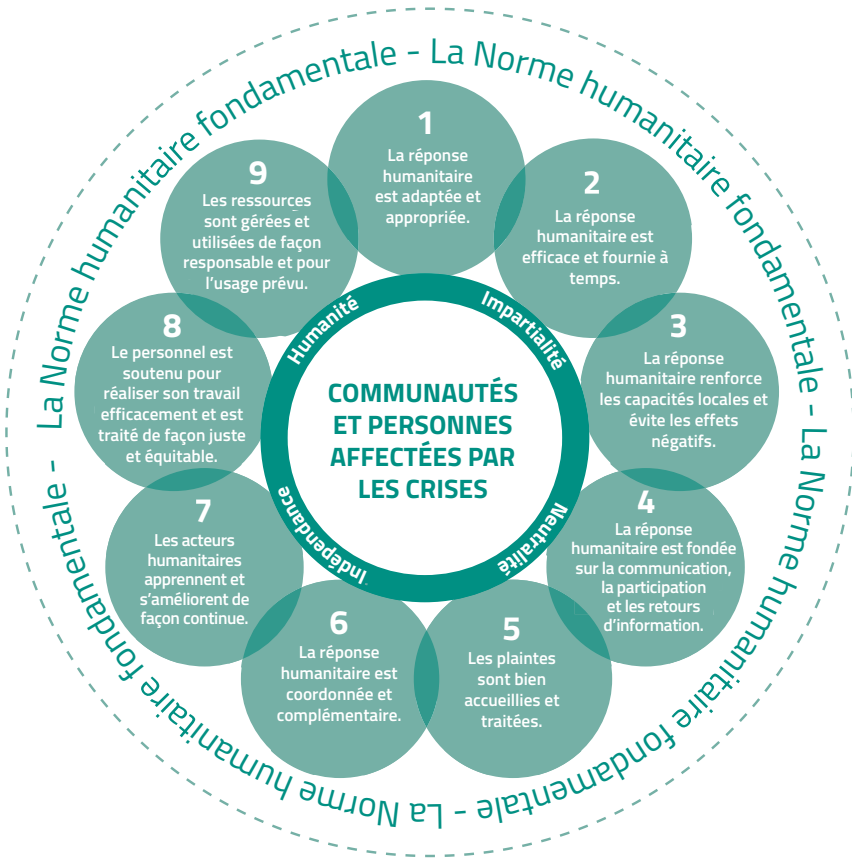 La Norme humanitaire fondamentale - La Norme humanitaire fondamentale - La Norme humanitaire fondamentale - La Norme humanitaire fondamentale -
1
La réponse
humanitaire
est adaptée et
appropriée.
2
La réponse
humanitaire est
efficace et fournie à
temps.
3
La réponse
humanitaire renforce
les capacités locales et
évite les effets
négatifs.
4
La réponse
humanitaire est fondée
sur la communication,
la participation
et les retours
d’information.
5
Les plaintes
sont bien
accueillies et
traitées.
6
La réponse
humanitaire est
coordonnée et
complémentaire.
7
Les acteurs
humanitaires
apprennent et
s’améliorent de
façon continue.
8
Le personnel est
soutenu pour
réaliser son travail
efficacement et est
traité de façon juste
et équitable.
9
Les ressources
sont gérées et
utilisées de façon
responsable et pour
l’usage prévu.
Humanité
Impartialité
Neutralité
Indépendance
COMMUNAUTÉS
ET PERSONNES
AFFECTÉES PAR
LES CRISES